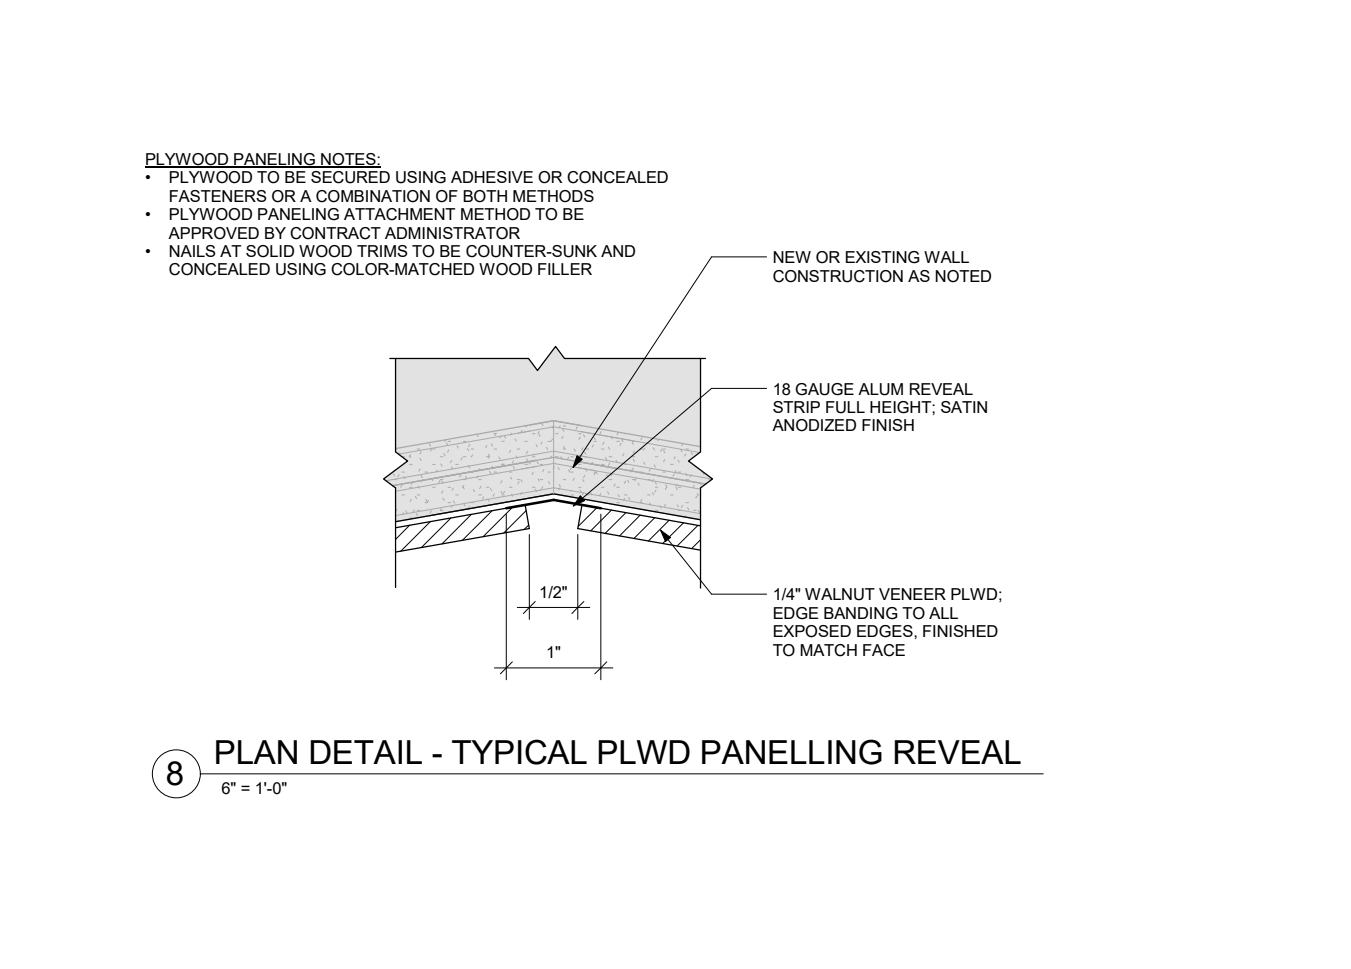 PLYWOOD PANELING NOTES:
• PLYWOOD TO BE SECURED USING ADHESIVE OR CONCEALED
FASTENERS OR A COMBINATION OF BOTH METHODS
• PLYWOOD PANELING ATTACHMENT METHOD TO BE
APPROVED BY CONTRACT ADMINISTRATOR
• NAILS AT SOLID WOOD TRIMS TO BE COUNTER-SUNK AND
CONCEALED USING COLOR-MATCHED WOOD FILLER
NEW OR EXISTING WALL
CONSTRUCTION AS NOTED
18 GAUGE ALUM REVEAL
STRIP FULL HEIGHT; SATIN
ANODIZED FINISH
1/4" WALNUT VENEER PLWD;
EDGE BANDING TO ALL
EXPOSED EDGES, FINISHED
TO MATCH FACE
1/2"
1"
8
PLAN DETAIL - TYPICAL PLWD PANELLING REVEAL
6" = 1'-0"